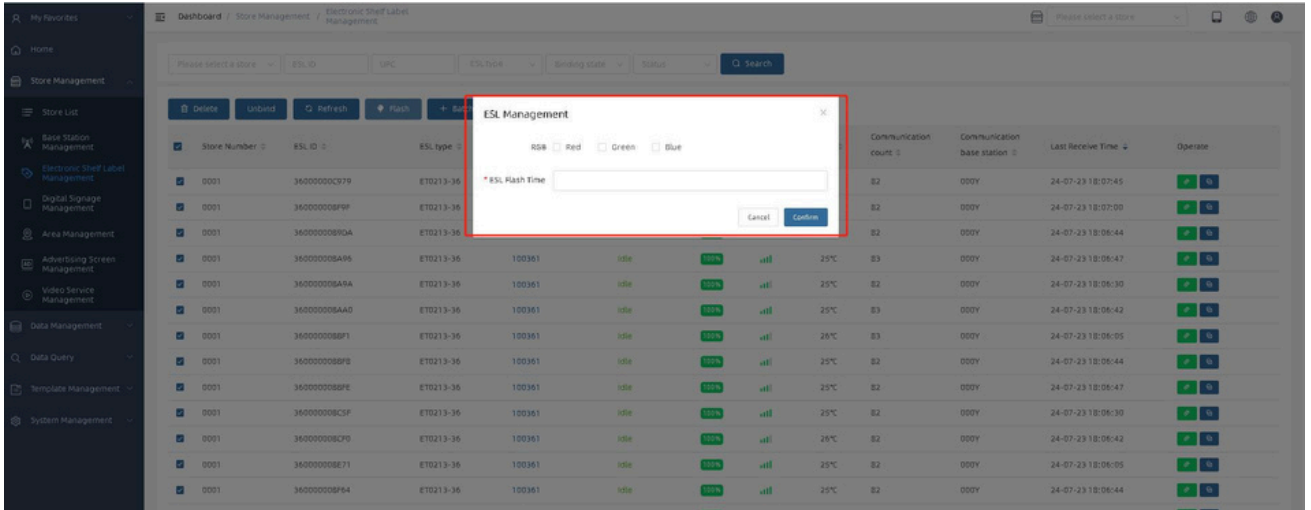 My Favorites
Dashboard / Store Management / Electronic Shelf Label Management
Please select a store
Home
Store Management
Please select a store ESL ID UPC ESL type Binding state Status Search
Store List
Delete Unbind Refresh Flash + Batch
ESL Management
Base Station Management
Store Number ESL ID ESL type
RGB Red Green Blue
Communication count Communication base station Last Receive Time Operate
Electronic Shelf Label Management
* ESL Flash Time
0001 36000000C979 ET0213-36 82 000Y 24-07-23 18:07:45
Digital Signage Management
0001 ET0213-36 82 000Y 24-07-23 18:07:00
Cancel Confirm
Area Management
0001 ET0213-36 82 000Y 24-07-23 18:06:44
Advertising Screen Management
0001 360000008A96 ET0213-36 100361 Idle 100% 25℃ 83 000Y 24-07-23 18:06:47
Video Service Management
0001 360000008A9A ET0213-36 100361 Idle 100% 25℃ 82 000Y 24-07-23 18:06:30
0001 360000008AA0 ET0213-36 100361 Idle 100% 25℃ 83 000Y 24-07-23 18:06:42
Data Management
0001 ET0213-36 100361 Idle 100% 26℃ 83 000Y 24-07-23 18:06:05
Data Query
0001 ET0213-36 100361 Idle 100% 25℃ 82 000Y 24-07-23 18:06:44
Template Management
0001 ET0213-36 100361 Idle 100% 25℃ 82 000Y 24-07-23 18:06:47
0001 360000008C5F ET0213-36 100361 Idle 100% 25℃ 82 000Y 24-07-23 18:06:30
System Management
0001 360000008CF0 ET0213-36 100361 Idle 100% 26℃ 82 000Y 24-07-23 18:06:42
0001 360000008E71 ET0213-36 100361 Idle 100% 25℃ 82 000Y 24-07-23 18:06:05
0001 360000008F64 ET0213-36 100361 Idle 100% 25℃ 82 000Y 24-07-23 18:06:44